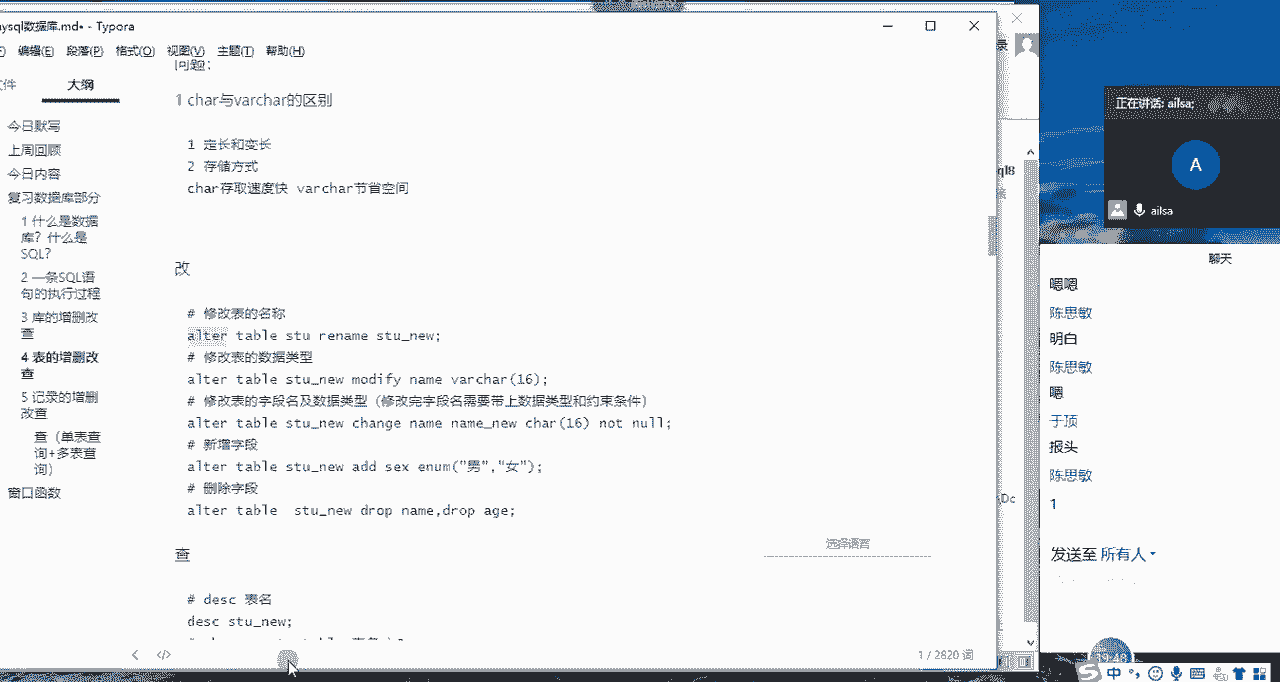 ysql数据库.md• - Typora
编辑(E) 段落(P) 格式(O) 视图(V) 主题(T) 帮助(H)
问题；
件 大纲
今日默写
上周回顾
今日内容
复习数据库部分
1 什么是数据
库？什么是
SQL？
2 一条SQL语
句的执行过程
3 库的增删改
查
4 表的增删改
查
5 记录的增删
改查
查（单表查
询+多表查
询）
窗口函数
1 char与varchar的区别
1 定长和变长
2 存储方式
char存取速度快 varchar节省空间
改
# 修改表的名称
alter table stu rename stu_new;
# 修改表的数据类型
alter table stu_new modify name varchar(16);
# 修改表的字段名及数据类型（修改完字段名需要带上数据类型和约束条件）
alter table stu_new change name name_new char(16) not null;
# 新增字段
alter table stu_new add sex enum("男","女");
# 删除字段
alter table  stu_new drop name,drop age;
选择语言
查
# desc 表名
desc stu_new;
1 / 2820 词
录
ql8
Dc
正在讲话: ailsa;
A
ailsa
聊天
嗯嗯
陈思敏
明白
陈思敏
嗯
于顶
报头
陈思敏
1
发送至 所有人
中